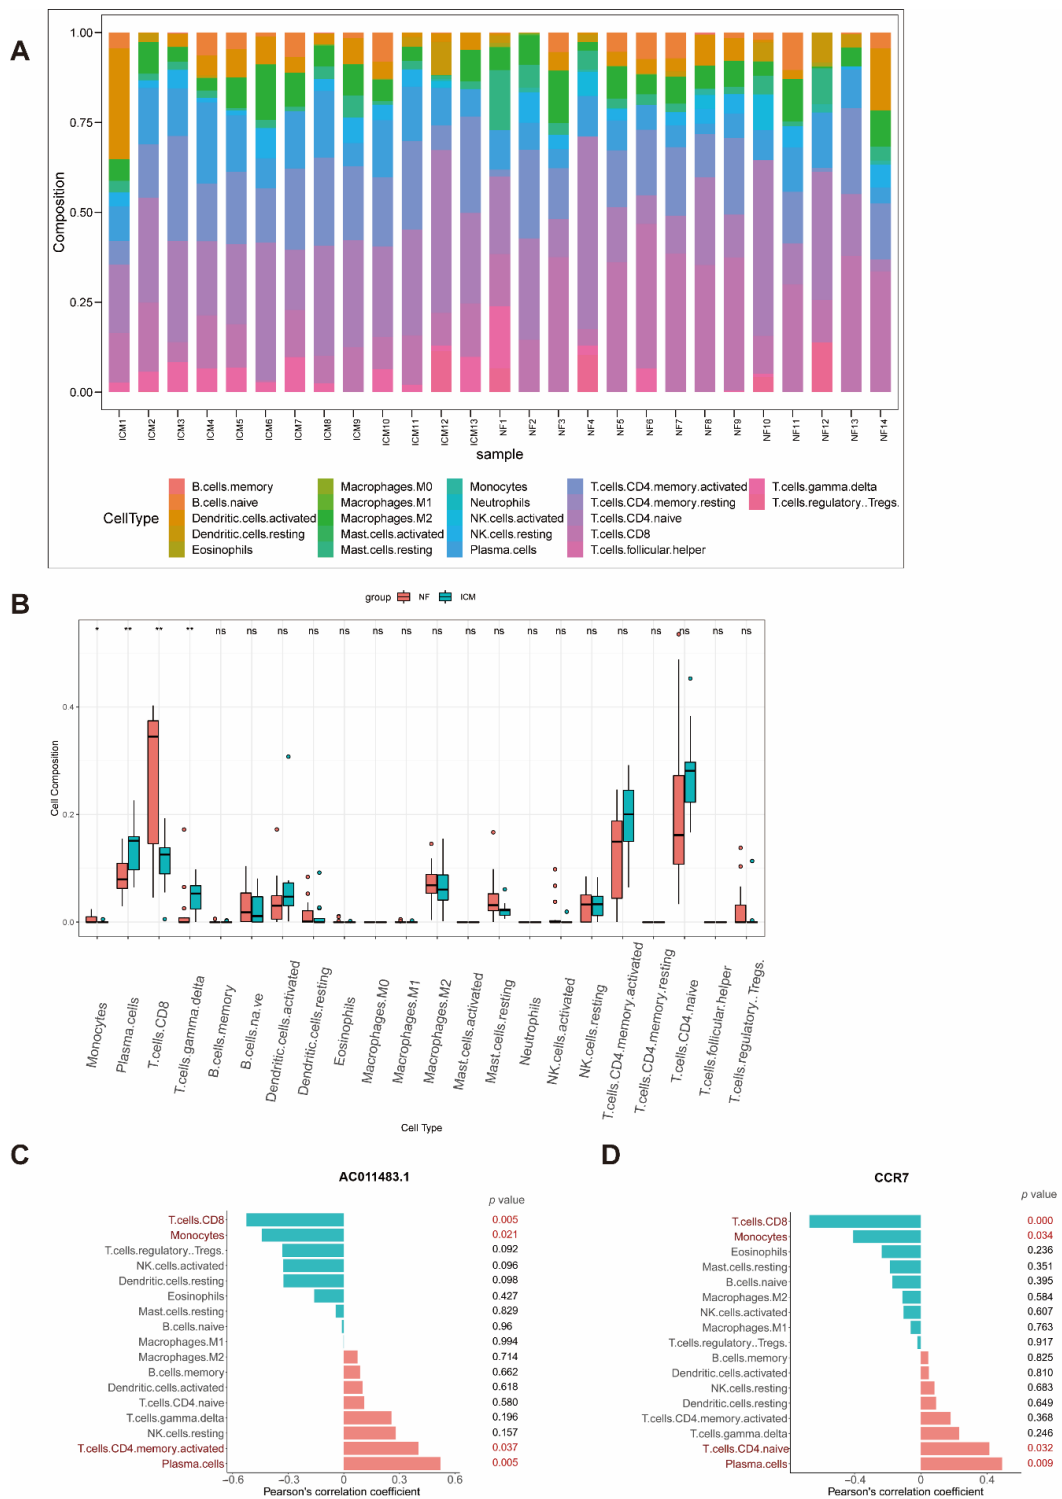 A
1.00
0.75
0.50
0.25
0.00
Composition
ICM1
ICM2
ICM3
ICM4
ICM5
ICM6
ICM7
ICM8
ICM9
ICM10
ICM11
ICM12
ICM13
NF1
NF2
NF3
NF4
NF5
NF6
NF7
NF8
NF9
NF10
NF11
NF12
NF13
NF14
sample
CellType
B.cells.memory
B.cells.naive
Dendritic.cells.activated
Dendritic.cells.resting
Eosinophils
Macrophages.M0
Macrophages.M1
Macrophages.M2
Mast.cells.activated
Mast.cells.resting
Monocytes
Neutrophils
NK.cells.activated
NK.cells.resting
Plasma.cells
T.cells.CD4.memory.activated
T.cells.CD4.memory.resting
T.cells.CD4.naive
T.cells.CD8
T.cells.follicular.helper
T.cells.gamma.delta
T.cells.regulatory..Tregs.
B
group NF ICM
* ** ** ** ns ns ns ns ns ns ns ns ns ns ns ns ns ns ns ns ns ns
0.4
0.2
0.0
Cell Composition
Monocytes
Plasma.cells
T.cells.CD8
T.cells.gamma.delta
B.cells.memory
B.cells.na.ve
Dendritic.cells.activated
Dendritic.cells.resting
Eosinophils
Macrophages.M0
Macrophages.M1
Macrophages.M2
Mast.cells.activated
Mast.cells.resting
Neutrophils
NK.cells.activated
NK.cells.resting
T.cells.CD4.memory.activated
T.cells.CD4.memory.resting
T.cells.CD4.naive
T.cells.follicular.helper
T.cells.regulatory..Tregs.
Cell Type
C
AC011483.1
p value
T.cells.CD8 0.005
Monocytes 0.021
T.cells.regulatory..Tregs. 0.092
NK.cells.activated 0.096
Dendritic.cells.resting 0.098
Eosinophils 0.427
Mast.cells.resting 0.829
B.cells.naive 0.96
Macrophages.M1 0.994
Macrophages.M2 0.714
B.cells.memory 0.662
Dendritic.cells.activated 0.618
T.cells.CD4.naive 0.580
T.cells.gamma.delta 0.196
NK.cells.resting 0.157
T.cells.CD4.memory.activated 0.037
Plasma.cells 0.005
−0.6 −0.3 0 0.3 0.6
Pearson's correlation coefficient
D
CCR7
p value
T.cells.CD8 0.000
Monocytes 0.034
Eosinophils 0.236
Mast.cells.resting 0.351
B.cells.naive 0.395
Macrophages.M2 0.584
NK.cells.activated 0.607
Macrophages.M1 0.763
T.cells.regulatory..Tregs. 0.917
B.cells.memory 0.825
Dendritic.cells.activated 0.810
NK.cells.resting 0.683
Dendritic.cells.resting 0.649
T.cells.CD4.memory.activated 0.368
T.cells.gamma.delta 0.246
T.cells.CD4.naive 0.032
Plasma.cells 0.009
−0.4 0 0.4
Pearson's correlation coefficient